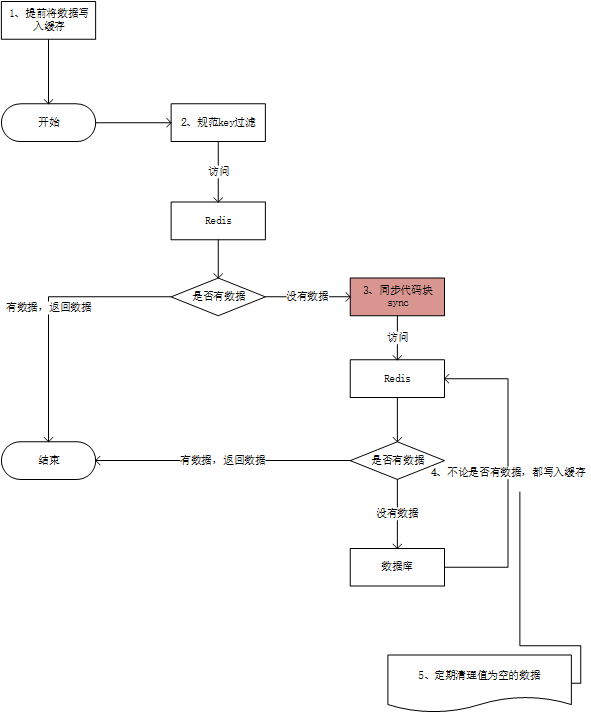 1、提前将数据写
入缓存
开始
2、规范key过滤
访问
Redis
是否有数据
没有数据
3、同步代码块
sync
有数据，返回数据
访问
Redis
结束
有数据，返回数据
是否有数据
4、不论是否有数据，都写入缓存
没有数据
数据库
5、定期清理值为空的数据